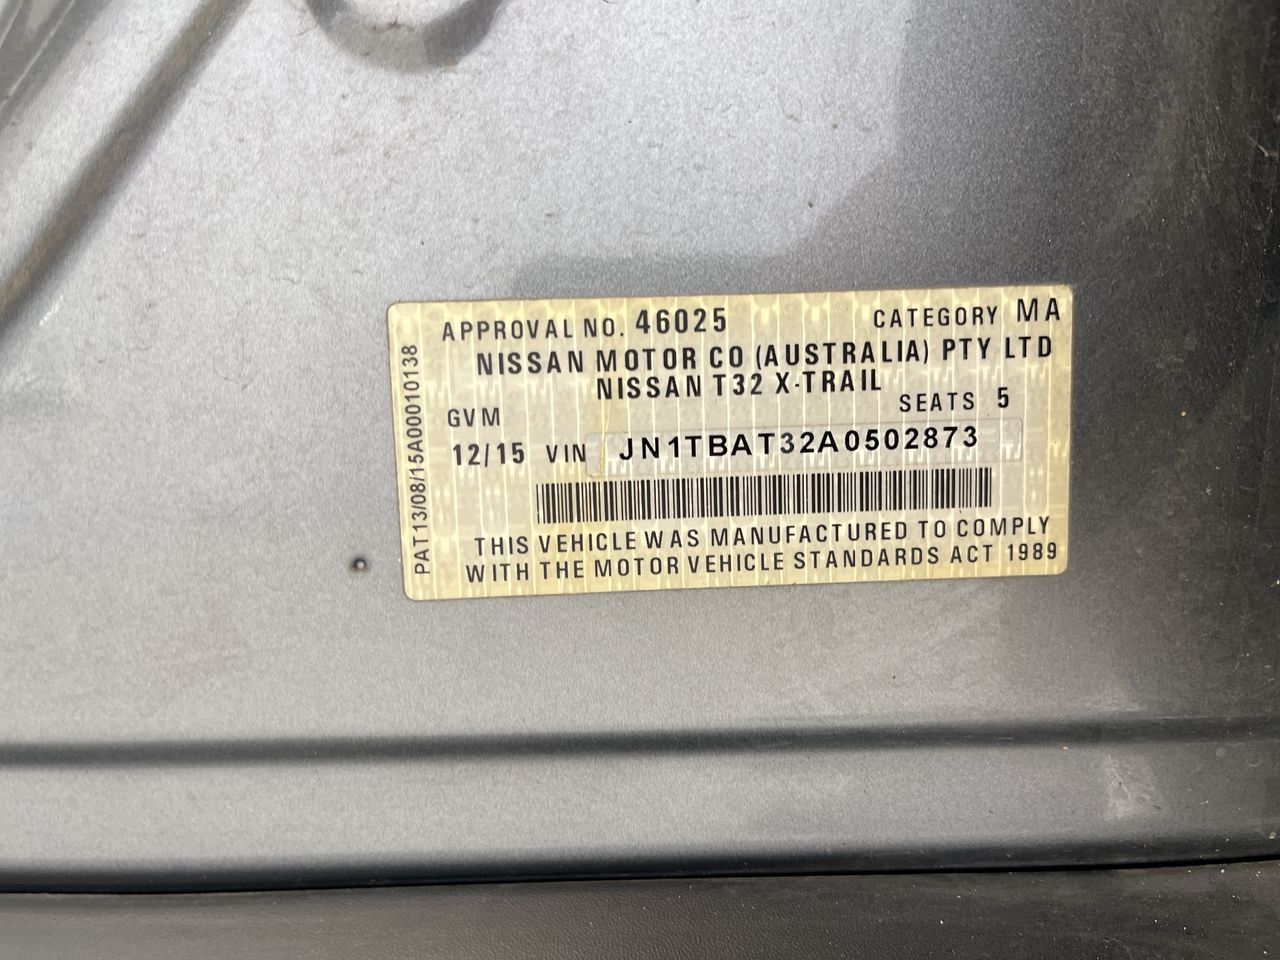 APPROVAL NO. 46025 CATEGORY MA
NISSAN MOTOR CO (AUSTRALIA) PTY LTD
NISSAN T32 X-TRAIL
GVM SEATS 5
12/15 VIN JN1TBAT32A0502873
THIS VEHICLE WAS MANUFACTURED TO COMPLY
WITH THE MOTOR VEHICLE STANDARDS ACT 1989
PAT13/08/15A00010138